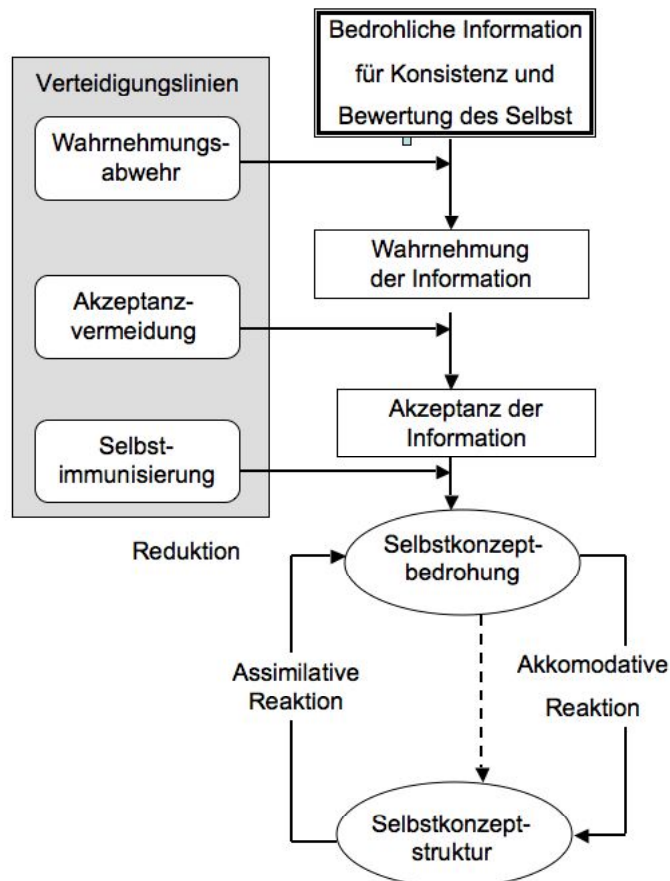 Bedrohliche Information
für Konsistenz und
Bewertung des Selbst
Verteidigungslinien
Wahrnehmungs-
abwehr
Wahrnehmung
der Information
Akzeptanz-
vermeidung
Akzeptanz der
Information
Selbst-
immunisierung
Selbstkonzept-
bedrohung
Reduktion
Assimilative
Reaktion
Akkomodative
Reaktion
Selbstkonzept-
struktur